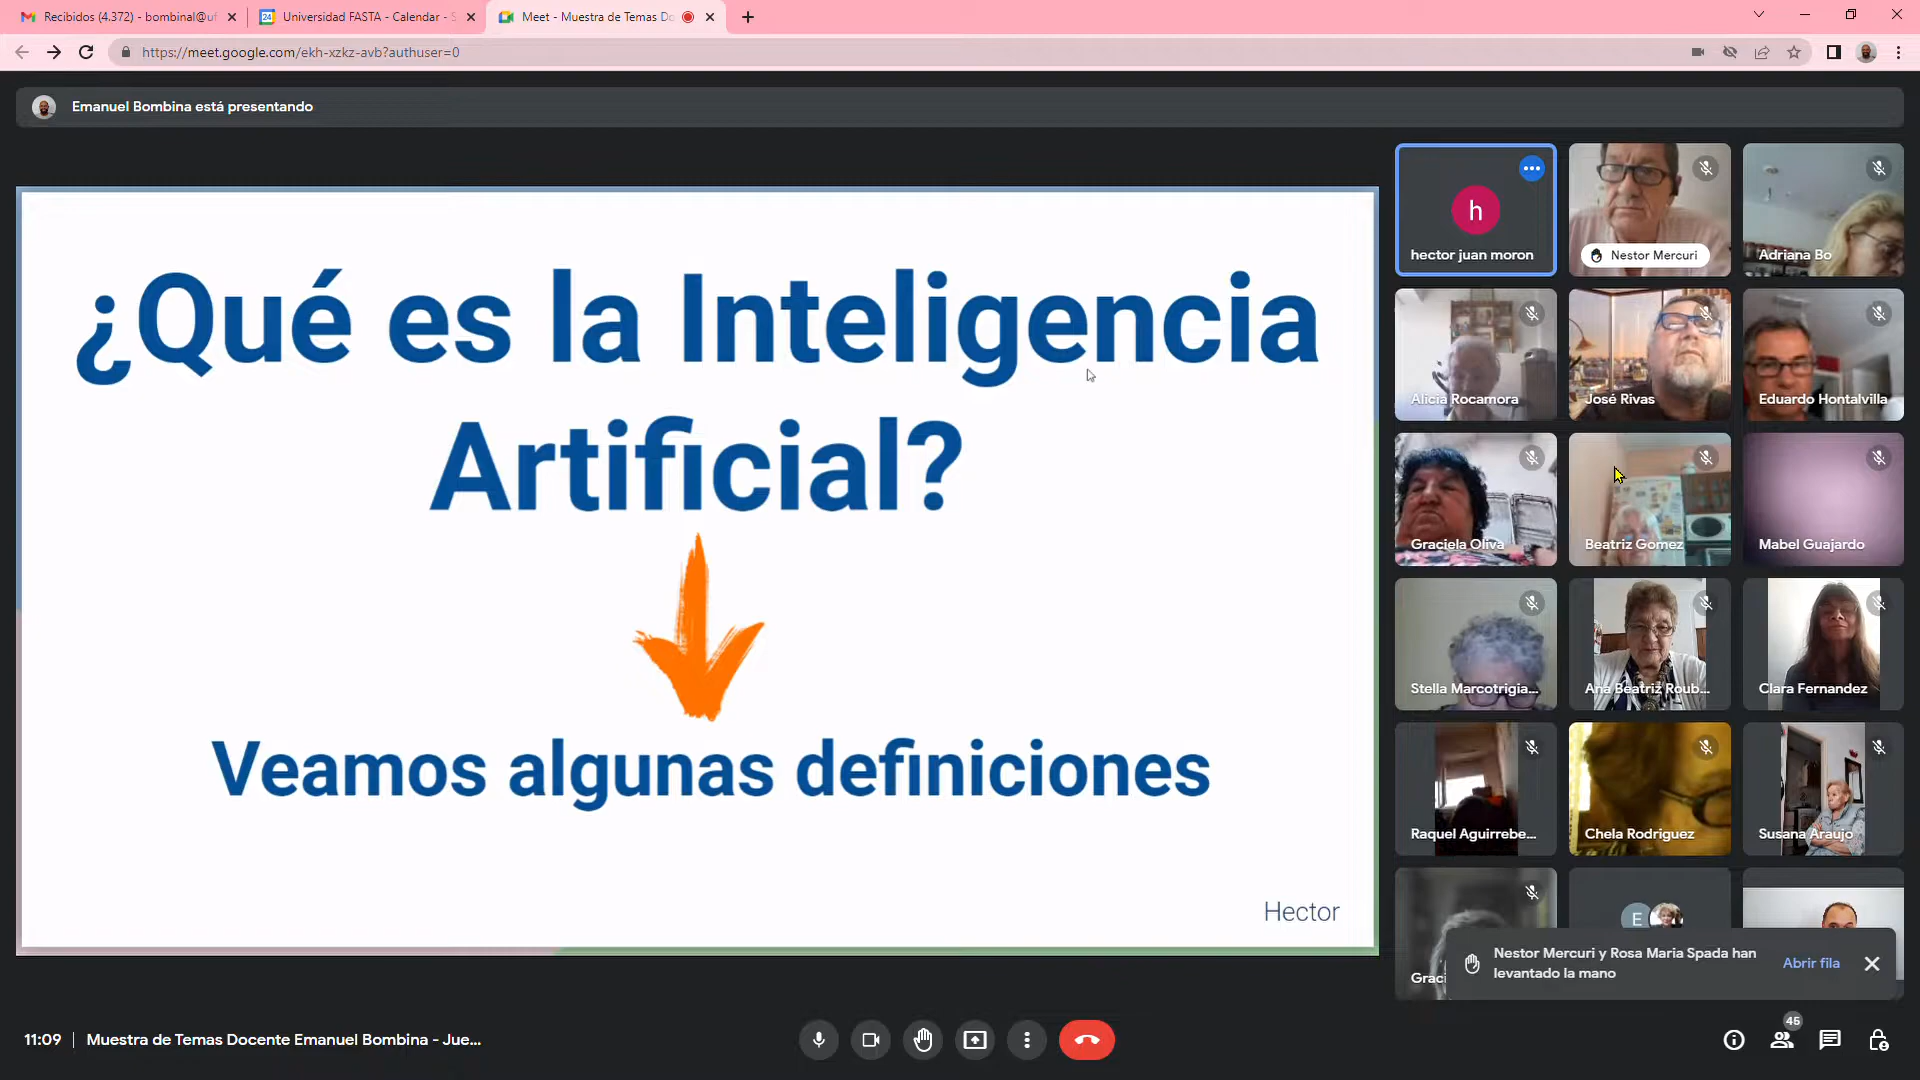 Recibidos (4.372) - bombinal@uf
24
Universidad FASTA - Calendar - S
Meet - Muestra de Temas Do
https://meet.google.com/ekh-xzkz-avb?authuser=0
Emanuel Bombina está presentando
¿Qué es la Inteligencia
Artificial?
Veamos algunas definiciones
Hector
h
hector juan moron
Nestor Mercuri
Adriana Bo
Alicia Rocamora
José Rivas
Eduardo Hontalvilla
Graciela Oliva
Beatriz Gomez
Mabel Guajardo
Stella Marcotrigia...
Ana Beatriz Roub...
Clara Fernandez
Raquel Aguirrebe...
Chela Rodriguez
Susana Araujo
Graci
E
Nestor Mercuri y Rosa Maria Spada han
levantado la mano
Abrir fila
11:09
Muestra de Temas Docente Emanuel Bombina - Jue...
45